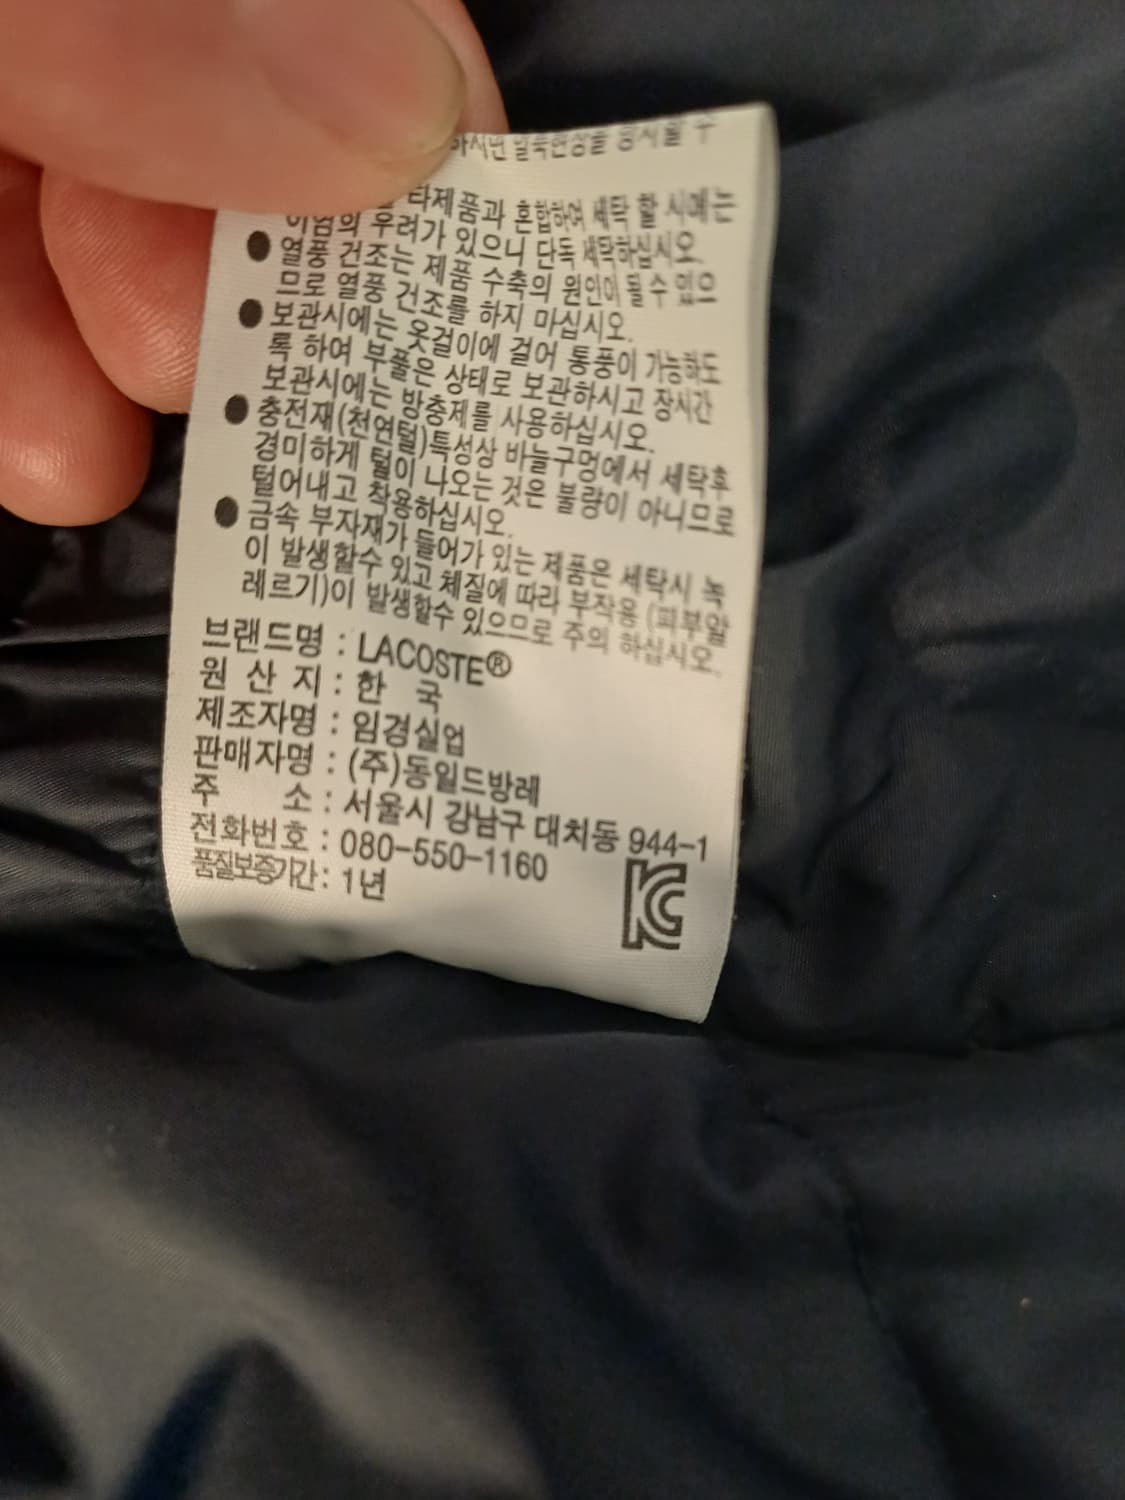 하시면 얼룩현상을 방지할 수
타제품과 혼합하여 세탁 할 시에는
이염의 우려가 있으니 단독 세탁하십시오.
● 열풍 건조는 제품 수축의 원인이 될 수 있으
므로 열풍 건조를 하지 마십시오.
● 보관시에는 옷걸이에 걸어 통풍이 가능하도
록 하여 부풀은 상태로 보관하시고 장시간
보관시에는 방충제를 사용하십시오.
● 충전재(천연털)특성상 바늘구멍에서 세탁후
경미하게 털이 나오는 것은 불량이 아니므로
털어내고 착용하십시오.
● 금속 부자재가 들어가 있는 제품은 세탁시 녹
이 발생할수 있고 체질에 따라 부작용 (피부알
레르기)이 발생할수 있으므로 주의 하십시오.
브랜드명 : LACOSTE®
원 산 지 : 한 국
제조자명 : 임경실업
판매자명 : (주)동일드방레
주 소 : 서울시 강남구 대치동 944-1
전화번호 : 080-550-1160
품질보증기간 : 1년